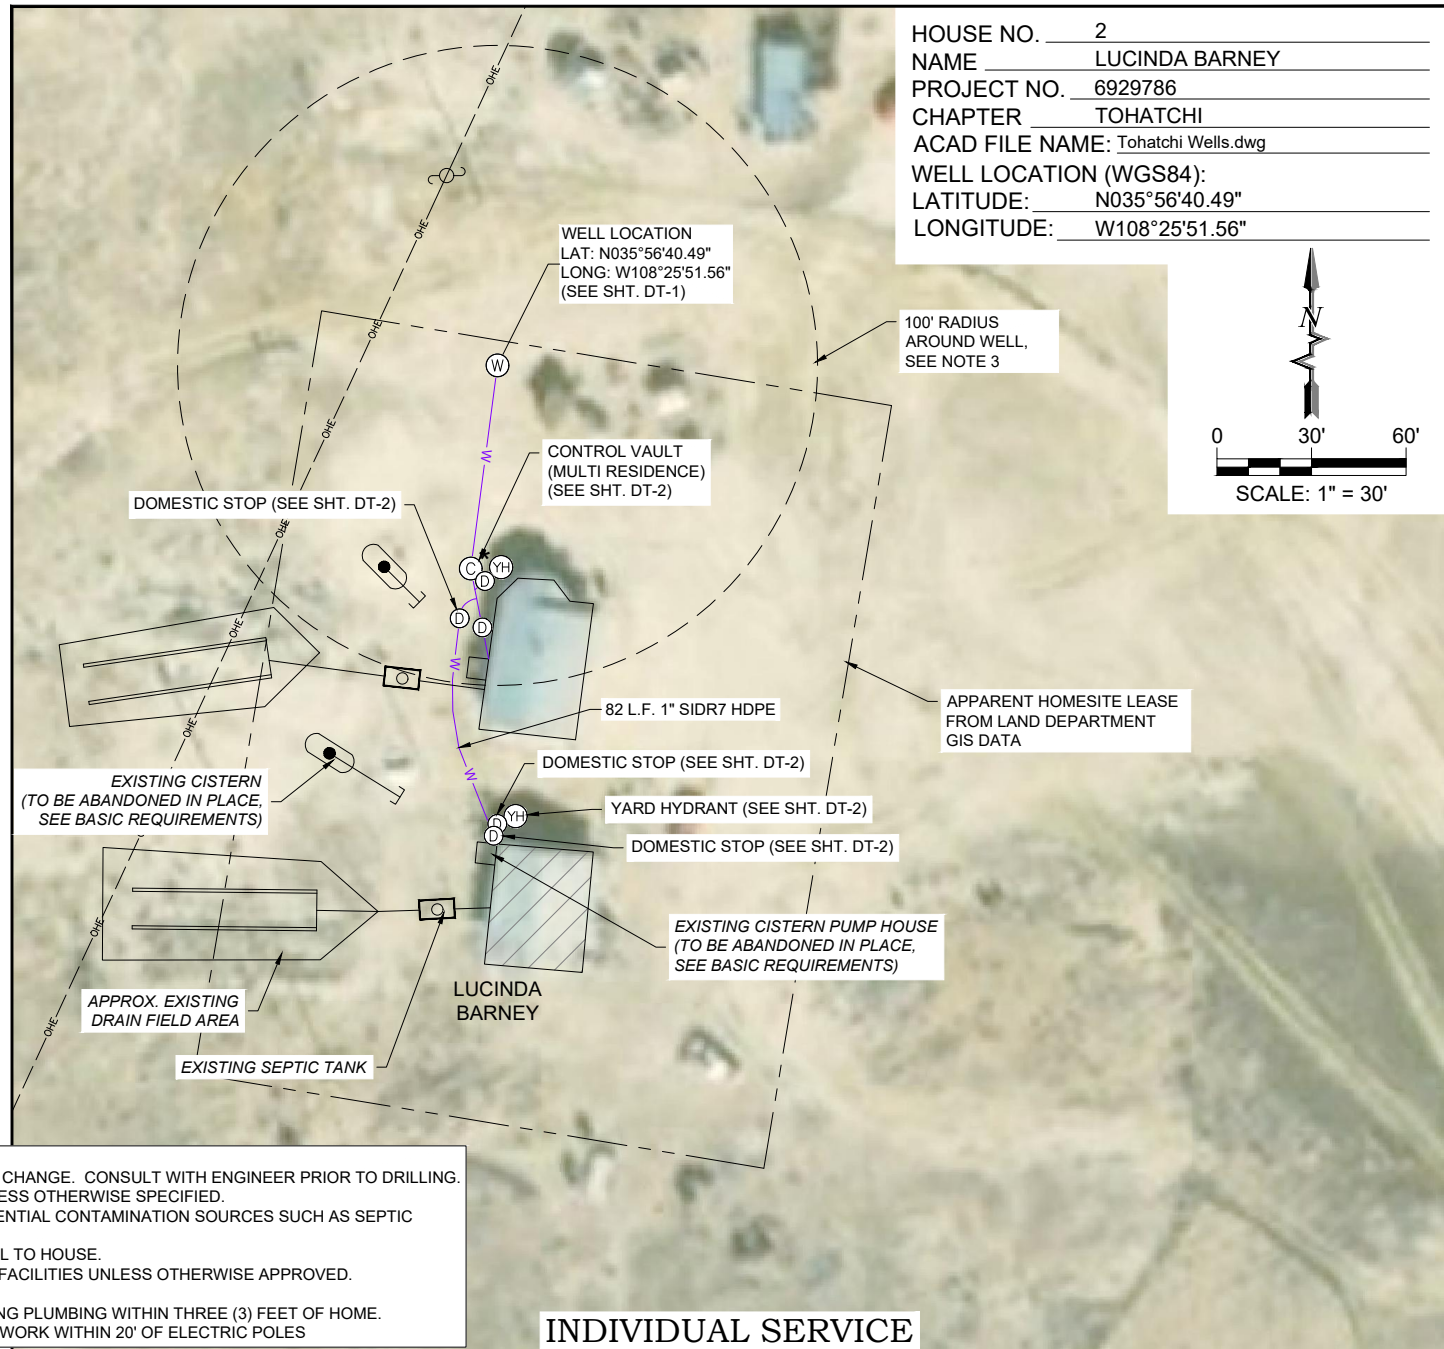 HOUSE NO. 2
NAME LUCINDA BARNEY
PROJECT NO. 6929786
CHAPTER TOHATCHI
ACAD FILE NAME: Tohatchi Wells.dwg
WELL LOCATION (WGS84):
LATITUDE: N035°56'40.49"
LONGITUDE: W108°25'51.56"
N
0 30' 60'
SCALE: 1" = 30'
OHE
OHE
OHE
OHE
OHE
OHE
OHE
OHE
OHE
WELL LOCATION
LAT: N035°56'40.49"
LONG: W108°25'51.56"
(SEE SHT. DT-1)
100' RADIUS
AROUND WELL,
SEE NOTE 3
W
W
CONTROL VAULT
(MULTI RESIDENCE)
(SEE SHT. DT-2)
DOMESTIC STOP (SEE SHT. DT-2)
C
*
YH
D
D
D
W
82 L.F. 1" SIDR7 HDPE
APPARENT HOMESITE LEASE
FROM LAND DEPARTMENT
GIS DATA
W
DOMESTIC STOP (SEE SHT. DT-2)
EXISTING CISTERN
(TO BE ABANDONED IN PLACE,
SEE BASIC REQUIREMENTS)
YARD HYDRANT (SEE SHT. DT-2)
YH
D
D
DOMESTIC STOP (SEE SHT. DT-2)
EXISTING CISTERN PUMP HOUSE
(TO BE ABANDONED IN PLACE,
SEE BASIC REQUIREMENTS)
LUCINDA
BARNEY
APPROX. EXISTING
DRAIN FIELD AREA
EXISTING SEPTIC TANK
CHANGE. CONSULT WITH ENGINEER PRIOR TO DRILLING.
ESS OTHERWISE SPECIFIED.
ENTIAL CONTAMINATION SOURCES SUCH AS SEPTIC
L TO HOUSE.
FACILITIES UNLESS OTHERWISE APPROVED.
NG PLUMBING WITHIN THREE (3) FEET OF HOME.
WORK WITHIN 20' OF ELECTRIC POLES
INDIVIDUAL SERVICE